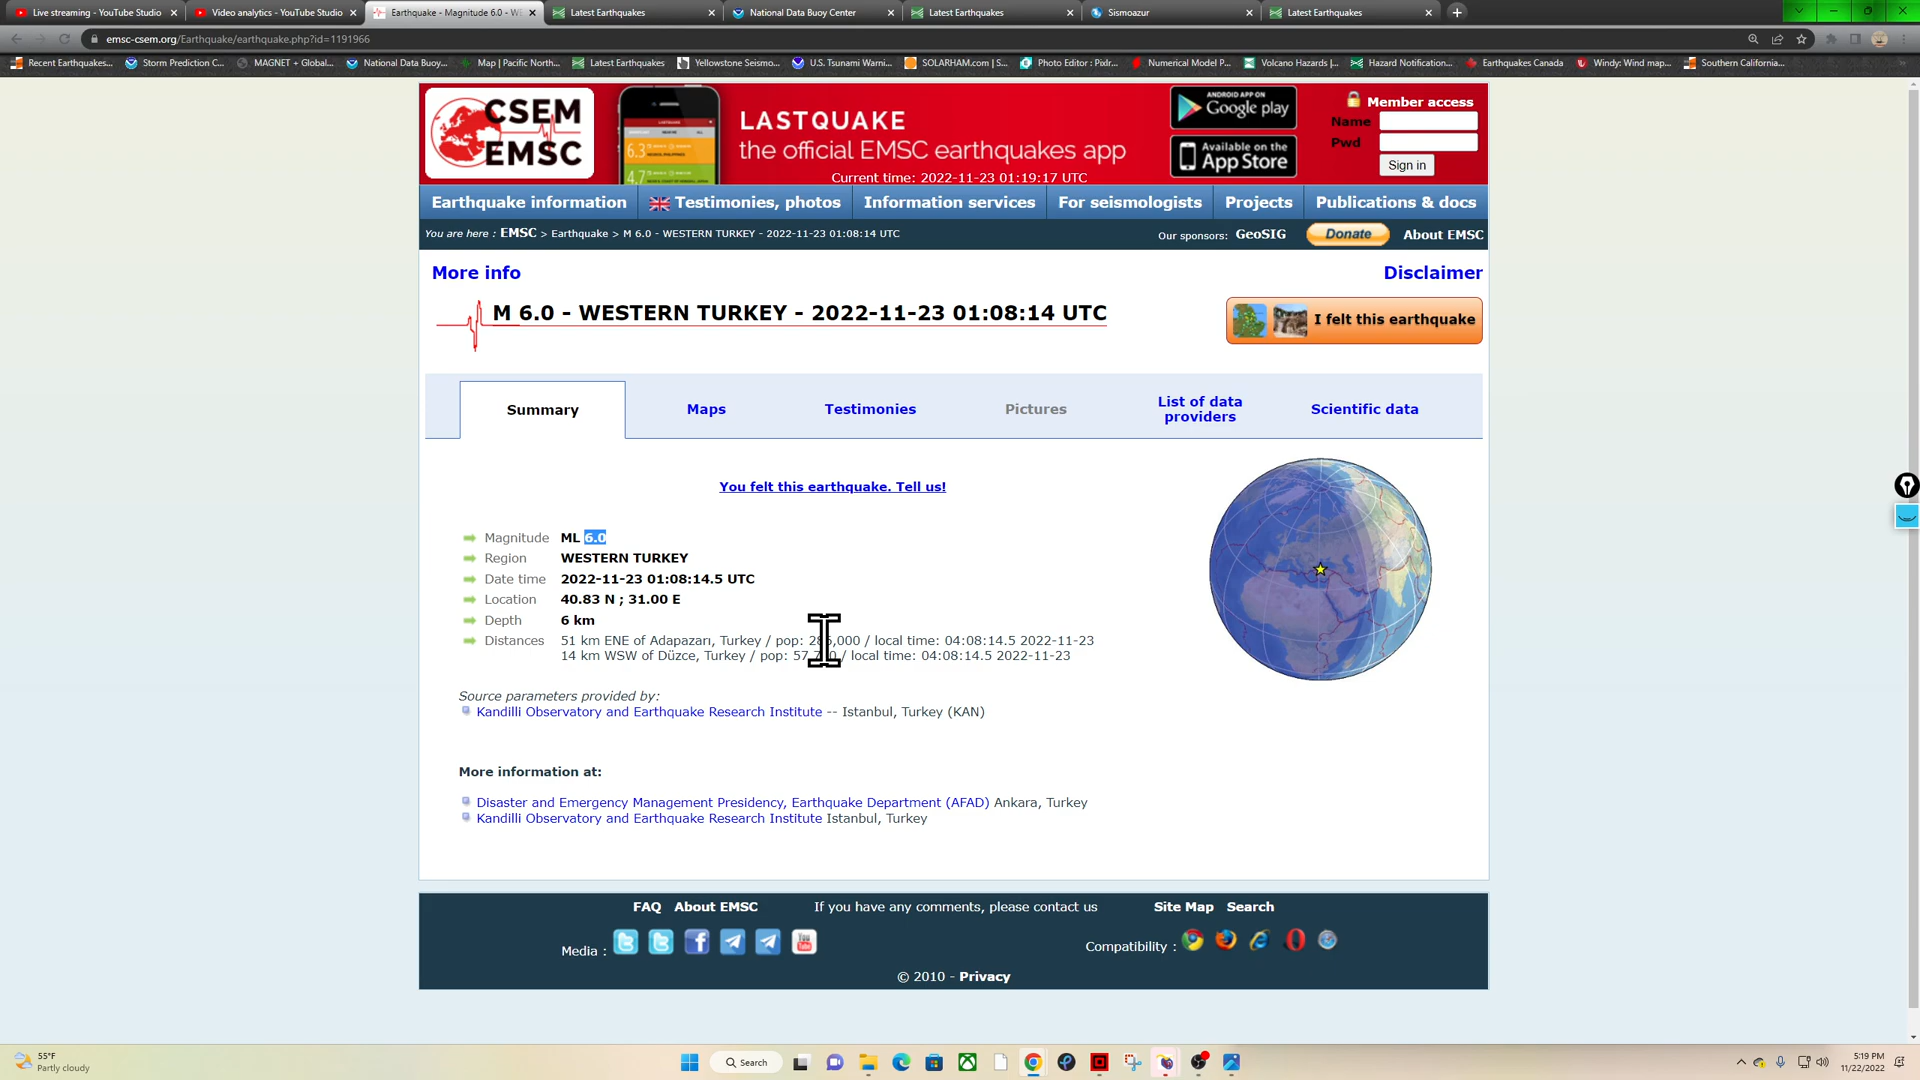 Live streaming - YouTube Studio
Video analytics - YouTube Studio
Earthquake - Magnitude 6.0 - W
Latest Earthquakes
National Data Buoy Center
Latest Earthquakes
Sismoazur
Latest Earthquakes
emsc-csem.org/Earthquake/earthquake.php?id=1191966
Recent Earthquakes...
Storm Prediction C...
MAGNET + Global...
National Data Buoy...
Map | Pacific North...
Latest Earthquakes
Yellowstone Seismo...
U.S. Tsunami Warni...
SOLARHAM.com | S...
Photo Editor : Pixlr...
Numerical Model P...
Volcano Hazards |...
Hazard Notification...
Earthquakes Canada
Windy: Wind map...
Southern California...
CSEM
EMSC
6.3
4.7
LASTQUAKE
the official EMSC earthquakes app
Current time: 2022-11-23 01:19:17 UTC
ANDROID APP ON
Google play
Available on the
App Store
Member access
Name
Pwd
Sign in
Earthquake information
Testimonies, photos
Information services
For seismologists
Projects
Publications & docs
You are here : EMSC > Earthquake > M 6.0 - WESTERN TURKEY - 2022-11-23 01:08:14 UTC
Our sponsors: GeoSIG
Donate
About EMSC
More info
Disclaimer
M 6.0 - WESTERN TURKEY - 2022-11-23 01:08:14 UTC
I felt this earthquake
Summary
Maps
Testimonies
Pictures
List of data
providers
Scientific data
You felt this earthquake. Tell us!
Magnitude ML 6.0
Region WESTERN TURKEY
Date time 2022-11-23 01:08:14.5 UTC
Location 40.83 N ; 31.00 E
Depth 6 km
Distances 51 km ENE of Adapazarı, Turkey / pop: / local time: 04:08:14.5 2022-11-23
14 km WSW of Düzce, Turkey / pop: / local time: 04:08:14.5 2022-11-23
Source parameters provided by:
Kandilli Observatory and Earthquake Research Institute -- Istanbul, Turkey (KAN)
More information at:
Disaster and Emergency Management Presidency, Earthquake Department (AFAD) Ankara, Turkey
Kandilli Observatory and Earthquake Research Institute Istanbul, Turkey
FAQ
About EMSC
If you have any comments, please contact us
Site Map
Search
Media :
You
Compatibility :
© 2010 - Privacy
55°F
Partly cloudy
Search
5:19 PM
11/22/2022